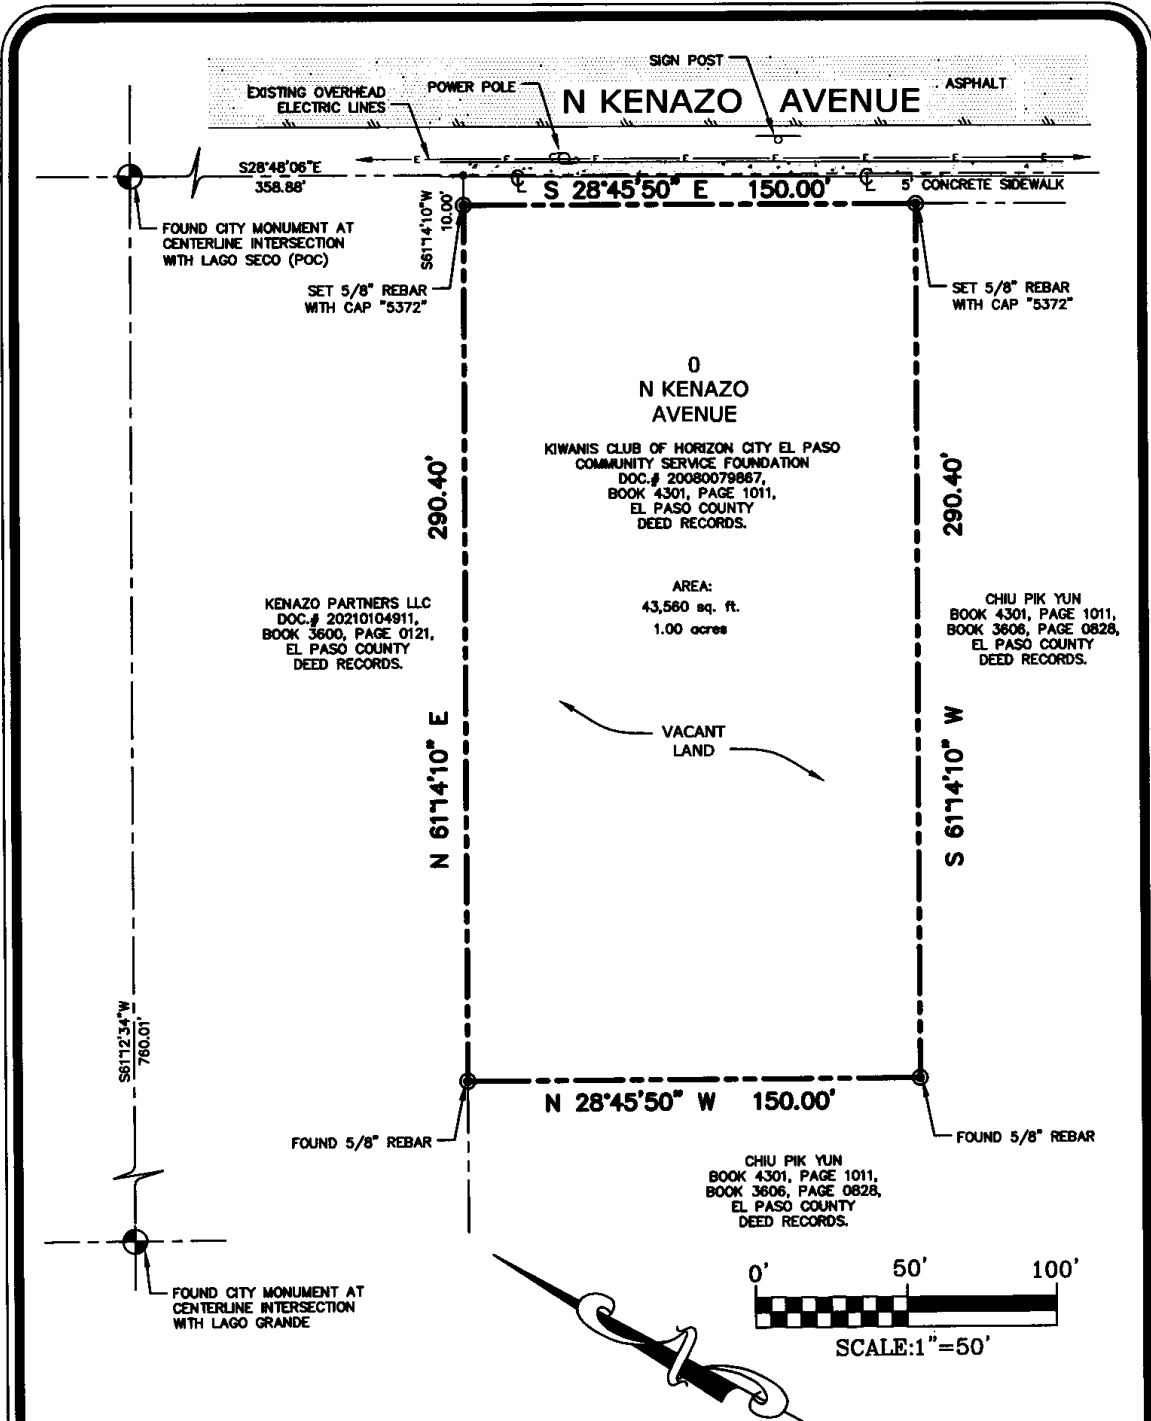 SIGN POST
EXISTING OVERHEAD
ELECTRIC LINES
POWER POLE
N KENAZO AVENUE
ASPHALT
E E E E E E
S28°48'06"E
358.88'
S 28°45'50" E 150.00'
5' CONCRETE SIDEWALK
S61°14'10"W
10.00'
FOUND CITY MONUMENT AT
CENTERLINE INTERSECTION
WITH LAGO SECO (POC)
SET 5/8" REBAR
WITH CAP "5372"
SET 5/8" REBAR
WITH CAP "5372"
0
N KENAZO
AVENUE
KIWANIS CLUB OF HORIZON CITY EL PASO
COMMUNITY SERVICE FOUNDATION
DOC.# 20080079867,
BOOK 4301, PAGE 1011,
EL PASO COUNTY
DEED RECORDS.
N 61°14'10" E 290.40'
S 61°14'10" W 290.40'
AREA:
43,560 sq. ft.
1.00 acres
KENAZO PARTNERS LLC
DOC.# 20210104911,
BOOK 3600, PAGE 0121,
EL PASO COUNTY
DEED RECORDS.
CHIU PIK YUN
BOOK 4301, PAGE 1011,
BOOK 3606, PAGE 0828,
EL PASO COUNTY
DEED RECORDS.
VACANT
LAND
S61°12'34"W
760.01'
N 28°45'50" W 150.00'
FOUND 5/8" REBAR
FOUND 5/8" REBAR
CHIU PIK YUN
BOOK 4301, PAGE 1011,
BOOK 3606, PAGE 0828,
EL PASO COUNTY
DEED RECORDS.
FOUND CITY MONUMENT AT
CENTERLINE INTERSECTION
WITH LAGO GRANDE
0' 50' 100'
SCALE:1"=50'